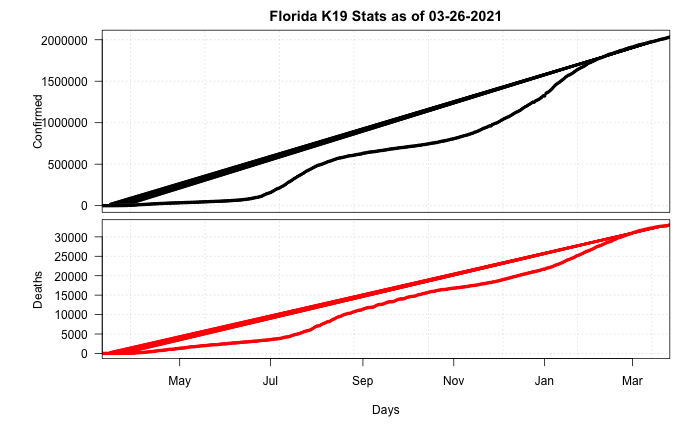 Florida K19 Stats as of 03-26-2021
Confirmed
2000000
1500000
1000000
500000
0
Deaths
30000
25000
20000
15000
10000
5000
0
May Jul Sep Nov Jan Mar
Days